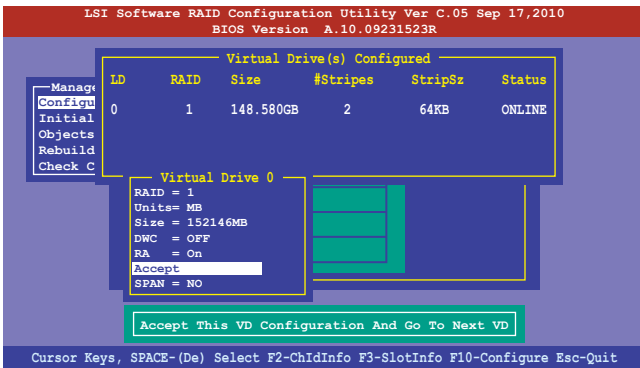 LSI Software RAID Configuration Utility Ver C.05 Sep 17,2010
BIOS Version A.10.09231523R
Virtual Drive(s) Configured
LD RAID Size #Stripes StripSz Status
0 1 148.580GB 2 64KB ONLINE
Manage
Configu
Initial
Objects
Rebuild
Check C
Virtual Drive 0
RAID = 1
Units= MB
Size = 152146MB
DWC = OFF
RA = On
Accept
SPAN = NO
Accept This VD Configuration And Go To Next VD
Cursor Keys, SPACE-(De) Select F2-ChIdInfo F3-SlotInfo F10-Configure Esc-Quit